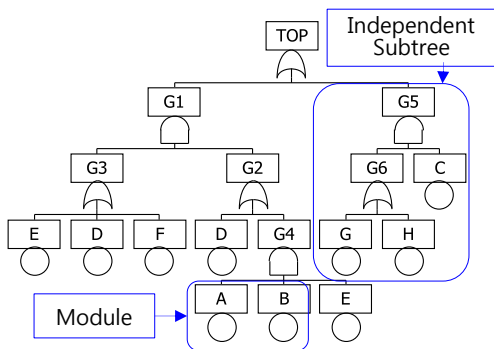 Independent
Subtree
TOP
G1 G5
G3 G2 G6 C
E D F D G4 G H
A B E
Module